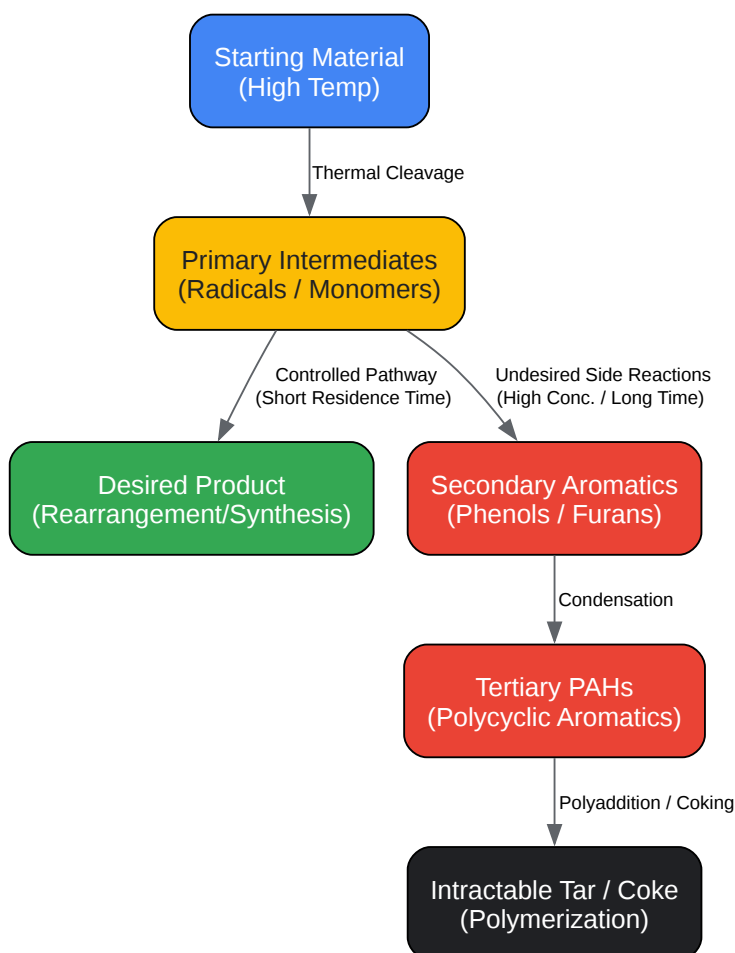 Starting Material
(High Temp)
Thermal Cleavage
Primary Intermediates
(Radicals / Monomers)
Controlled Pathway
(Short Residence Time)
Undesired Side Reactions
(High Conc. / Long Time)
Desired Product
(Rearrangement/Synthesis)
Secondary Aromatics
(Phenols / Furans)
Condensation
Tertiary PAHs
(Polycyclic Aromatics)
Polyaddition / Coking
Intractable Tar / Coke
(Polymerization)